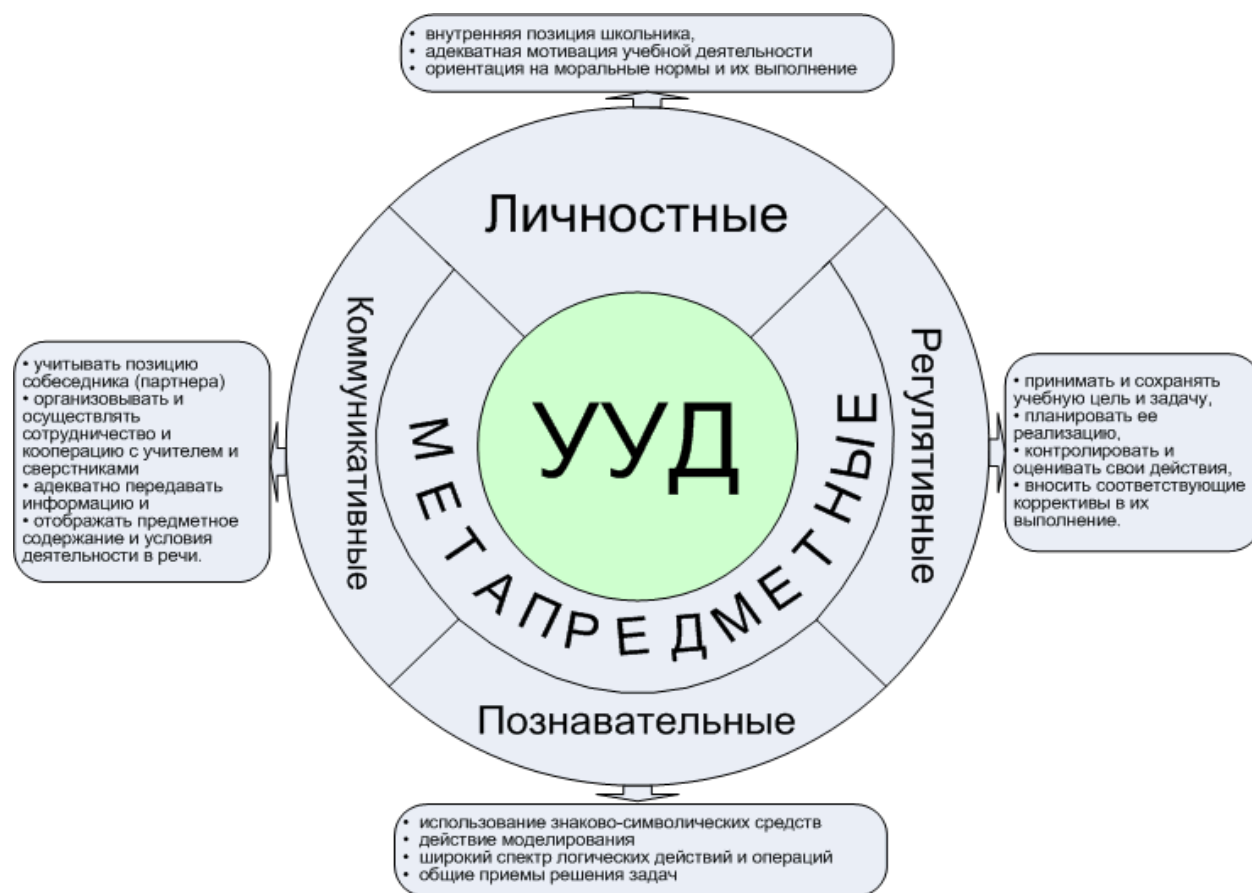 • внутренняя позиция школьника,
• адекватная мотивация учебной деятельности
• ориентация на моральные нормы и их выполнение
Личностные
Коммуникативные
Регулятивные
УУД
МЕТАПРЕДМЕТНЫЕ
Познавательные
• учитывать позицию
собеседника (партнера)
• организовывать и
осуществлять
сотрудничество и
кооперацию с учителем и
сверстниками
• адекватно передавать
информацию и
• отображать предметное
содержание и условия
деятельности в речи.
• принимать и сохранять
учебную цель и задачу,
• планировать ее
реализацию,
• контролировать и
оценивать свои действия,
• вносить соответствующие
коррективы в их
выполнение.
• использование знаково-символических средств
• действие моделирования
• широкий спектр логических действий и операций
• общие приемы решения задач